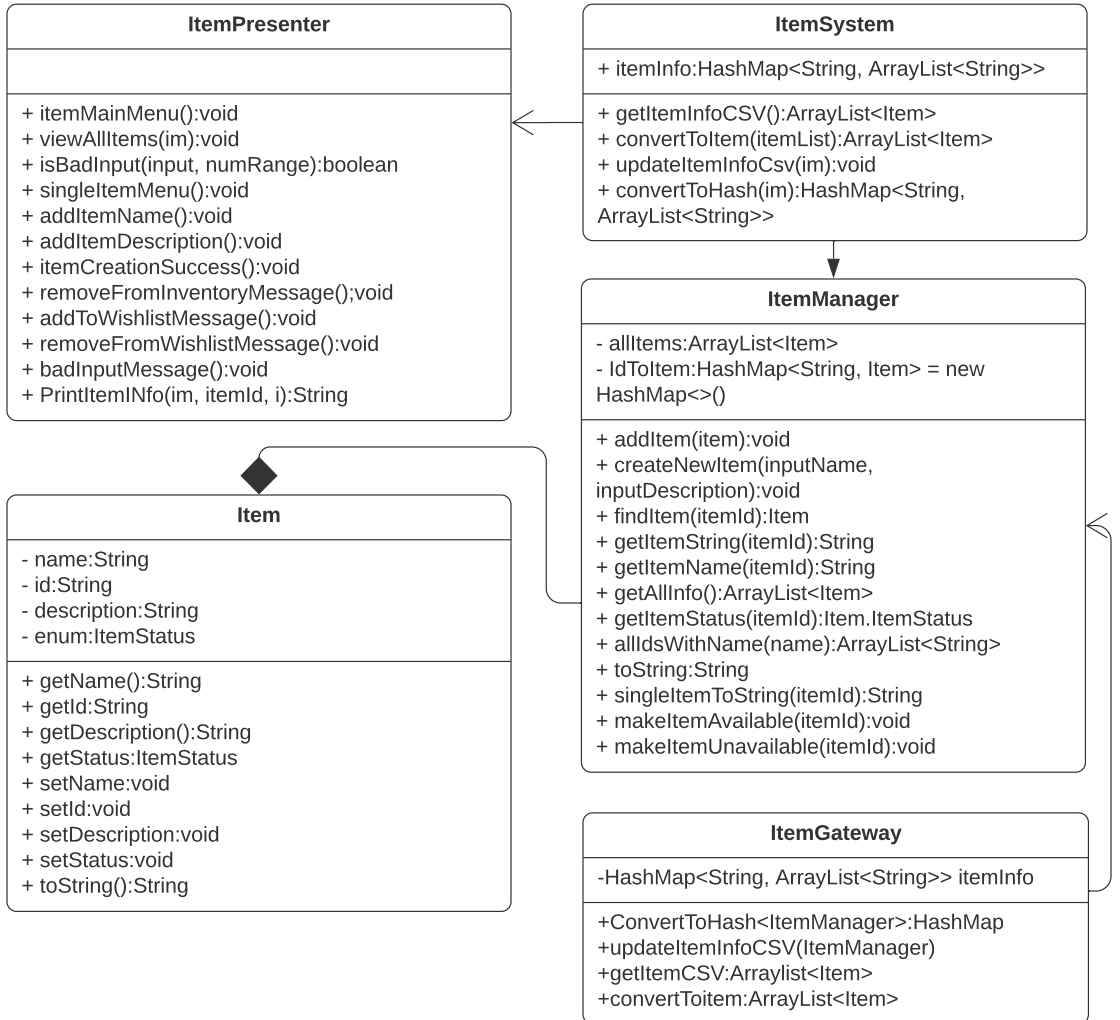 ItemPresenter
+ itemMainMenu():void
+ viewAllItems(im):void
+ isBadInput(input, numRange):boolean
+ singleItemMenu():void
+ addItemName():void
+ addItemDescription():void
+ itemCreationSuccess():void
+ removeFromInventoryMessage();void
+ addToWishlistMessage():void
+ removeFromWishlistMessage():void
+ badInputMessage():void
+ PrintItemINfo(im, itemId, i):String
ItemSystem
+ itemInfo:HashMap<String, ArrayList<String>>
+ getItemInfoCSV():ArrayList<Item>
+ convertToItem(itemList):ArrayList<Item>
+ updateItemInfoCsv(im):void
+ convertToHash(im):HashMap<String,
ArrayList<String>>
ItemManager
- allItems:ArrayList<Item>
- IdToItem:HashMap<String, Item> = new
HashMap<>()
+ addItem(item):void
+ createNewItem(inputName,
inputDescription):void
+ findItem(itemId):Item
+ getItemString(itemId):String
+ getItemName(itemId):String
+ getAllInfo():ArrayList<Item>
+ getItemStatus(itemId):Item.ItemStatus
+ allIdsWithName(name):ArrayList<String>
+ toString:String
+ singleItemToString(itemId):String
+ makeItemAvailable(itemId):void
+ makeItemUnavailable(itemId):void
Item
- name:String
- id:String
- description:String
- enum:ItemStatus
+ getName():String
+ getId:String
+ getDescription():String
+ getStatus:ItemStatus
+ setName:void
+ setId:void
+ setDescription:void
+ setStatus:void
+ toString():String
ItemGateway
-HashMap<String, ArrayList<String>> itemInfo
+ConvertToHash<ItemManager>:HashMap
+updateItemInfoCSV(ItemManager)
+getItemCSV:Arraylist<Item>
+convertToitem:ArrayList<Item>